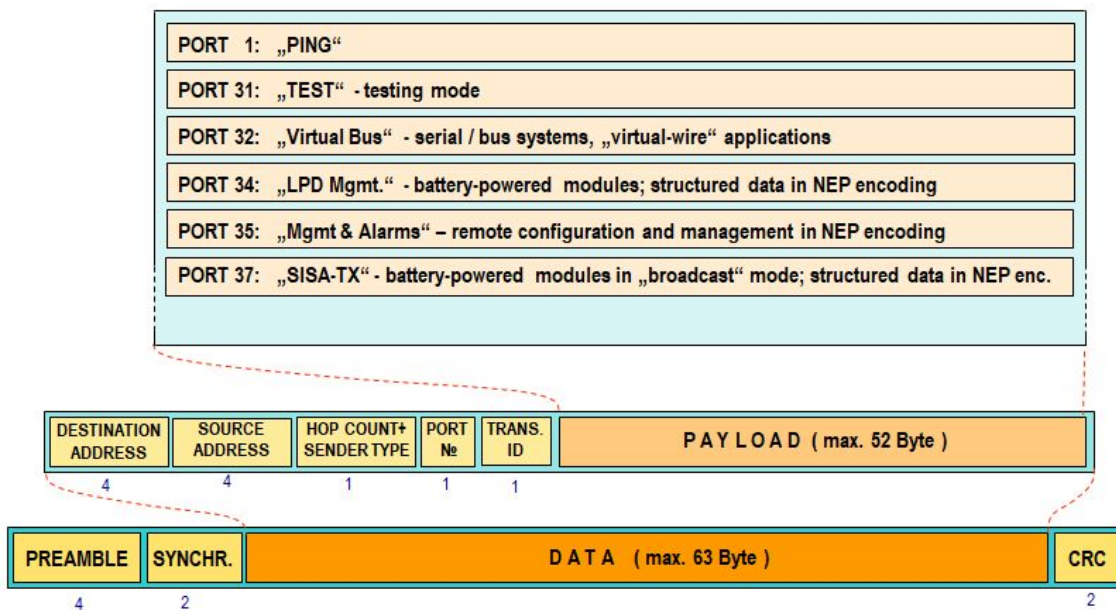 PORT 1: „PING“
PORT 31: „TEST“ - testing mode
PORT 32: „Virtual Bus“ - serial / bus systems, „virtual-wire“ applications
PORT 34: „LPD Mgmt.“ - battery-powered modules; structured data in NEP encoding
PORT 35: „Mgmt & Alarms“ – remote configuration and management in NEP encoding
PORT 37: „SISA-TX“ - battery-powered modules in „broadcast“ mode; structured data in NEP enc.
DESTINATION
ADDRESS
SOURCE
ADDRESS
HOP COUNT+
SENDER TYPE
PORT
№
TRANS.
ID
PAYLOAD ( max. 52 Byte )
4
4
1
1
1
PREAMBLE
SYNCHR.
DATA ( max. 63 Byte )
CRC
4
2
2